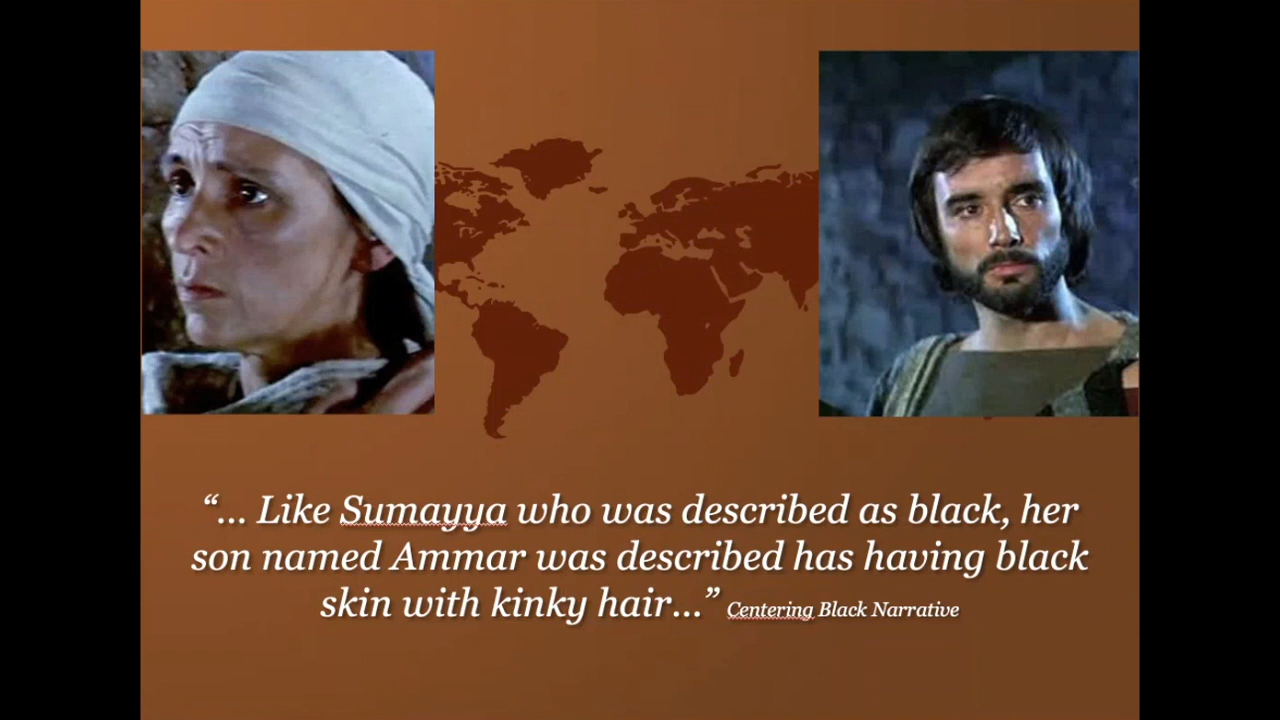 “... Like Sumayya who was described as black, her
son named Ammar was described has having black
skin with kinky hair...” Centering Black Narrative